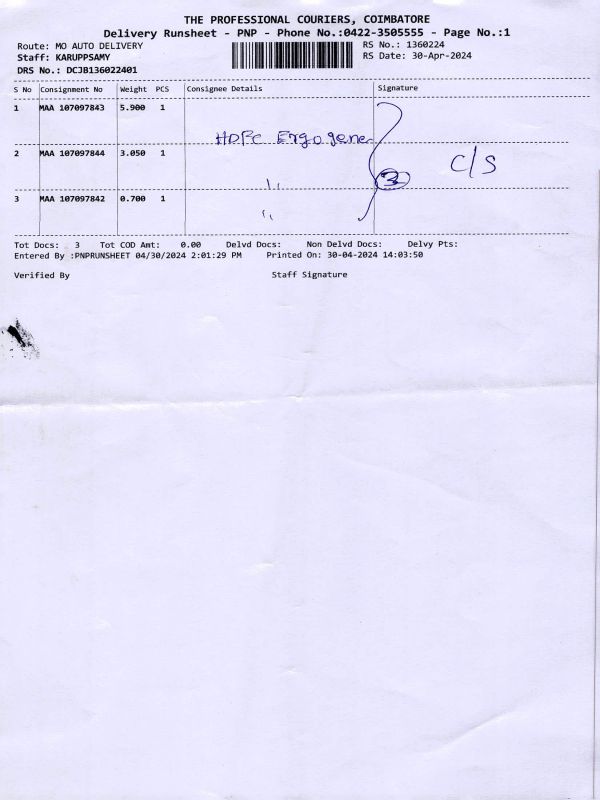 THE PROFESSIONAL COURIERS, COIMBATORE
Delivery Runsheet - PNP - Phone No.:0422-3505555 - Page No.:1
Route: MO AUTO DELIVERY RS No.: 1360224
Staff: KARUPPSAMY RS Date: 30-Apr-2024
DRS No.: DCJB136022401
S No Consignment No Weight PCS Consignee Details Signature
1 MAA 107097843 5.900 1
HDFC Ergo gene
2 MAA 107097844 3.050 1 C/S
" 3
3 MAA 107097842 0.700 1
"
Tot Docs: 3 Tot COD Amt: 0.00 Delvd Docs: Non Delvd Docs: Delvy Pts:
Entered By :PNPRUNSHEET 04/30/2024 2:01:29 PM Printed On: 30-04-2024 14:03:50
Verified By Staff Signature